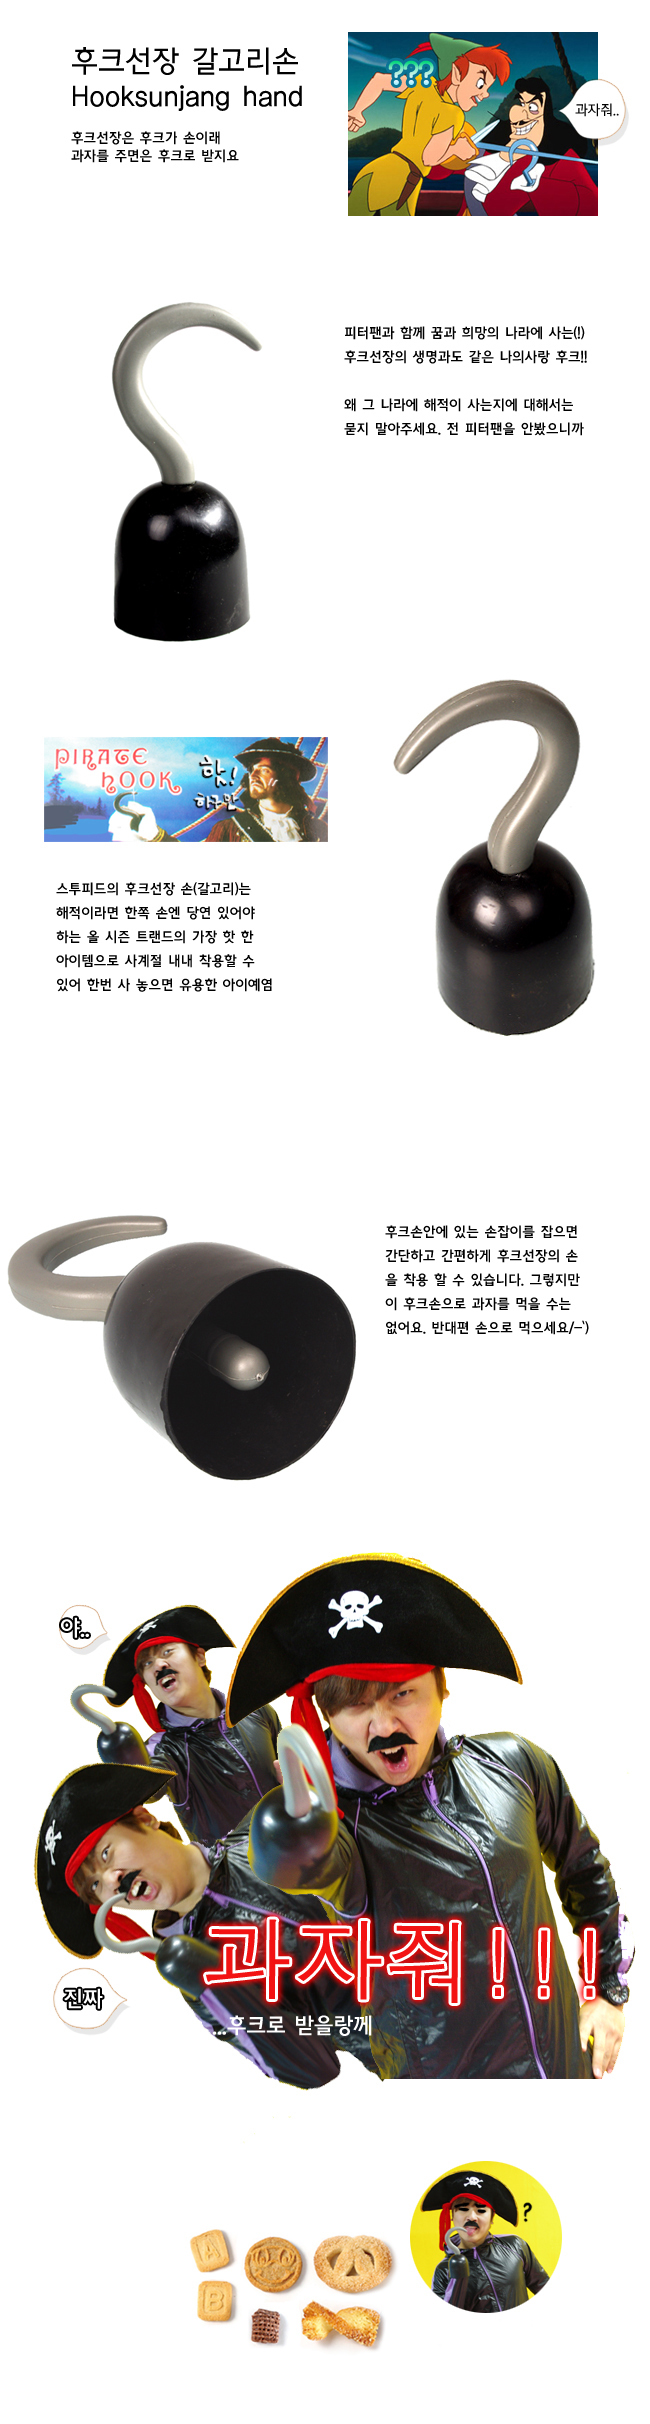 후크선장 갈고리손
Hooksunjang hand
후크선장은 후크가 손이래
과자를 주면은 후크로 받지요
???
과자줘..
피터팬과 함께 꿈과 희망의 나라에 사는(!)
후크선장의 생명과도 같은 나의사랑 후크!!
왜 그 나라에 해적이 사는지에 대해서는
묻지 말아주세요. 전 피터팬을 안봤으니까
PIRATE
HOOK
핫!
하구만
스투피드의 후크선장 손(갈고리)는
해적이라면 한쪽 손엔 당연 있어야
하는 올 시즌 트랜드의 가장 핫 한
아이템으로 사계절 내내 착용할 수
있어 한번 사 놓으면 유용한 아이예염
후크손안에 있는 손잡이를 잡으면
간단하고 간편하게 후크선장의 손
을 착용 할 수 있습니다. 그렇지만
이 후크손으로 과자를 먹을 수는
없어요. 반대편 손으로 먹으세요/-')
야..
과자줘!!!
진짜
...후크로 받을랑께
?
A
B